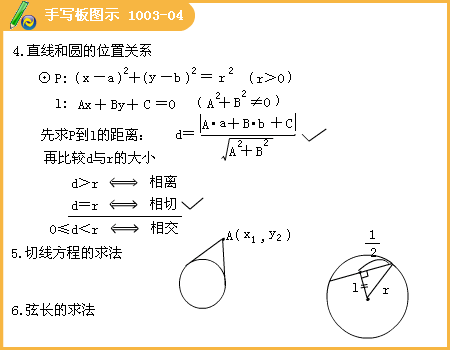 手写板图示 1003-04
4.直线和圆的位置关系
⊙P: (x-a)²+(y-b)²=r² (r>0)
l: Ax+By+C=0 (A²+B²≠0)
先求P到l的距离: d=|A·a+B·b+C|/√A²+B² ✓
再比较d与r的大小
d>r ⟺ 相离
d=r ⟺ 相切 ✓
0≤d<r ⟺ 相交
A(x₁,y₂)
1/2
5.切线方程的求法
l= r
6.弦长的求法